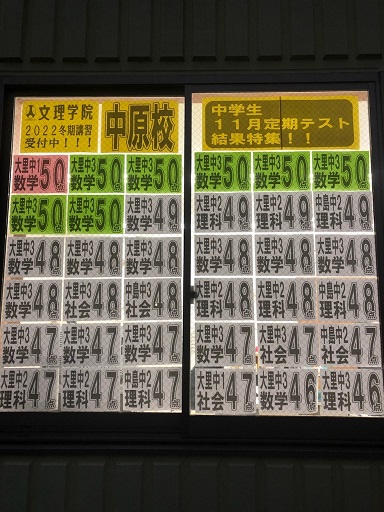 文理学院
2022冬期講習
受付中!!!
中原校
大里中1 大里中3 大里中3
数学50点 数学50点 数学50点
大里中3 大里中3 大里中3
数学50点 数学50点 数学49点
大里中3 大里中3 大里中3
数学48点 数学48点 数学48点
大里中3 大里中3 中島中2
数学48点 社会48点 社会48点
大里中3 大里中3 大里中3
数学47点 数学47点 数学47点
大里中2 大里中2 中島中2
理科47点 理科47点 理科47点
中学生
11月定期テスト
結果特集!!
大里中3 大里中3 大里中3
数学50点 数学50点 数学50点
大里中2 大里中2 中島中2
理科49点 理科49点 理科49点
大里中3 大里中2 大里中2
数学48点 理科48点 理科48点
大里中2 大里中3 中島中2
理科48点 数学48点 理科48点
大里中3 大里中3 大里中2
数学47点 社会47点 社会47点
大里中1 大里中3 大里中2
社会47点 数学46点 理科46点